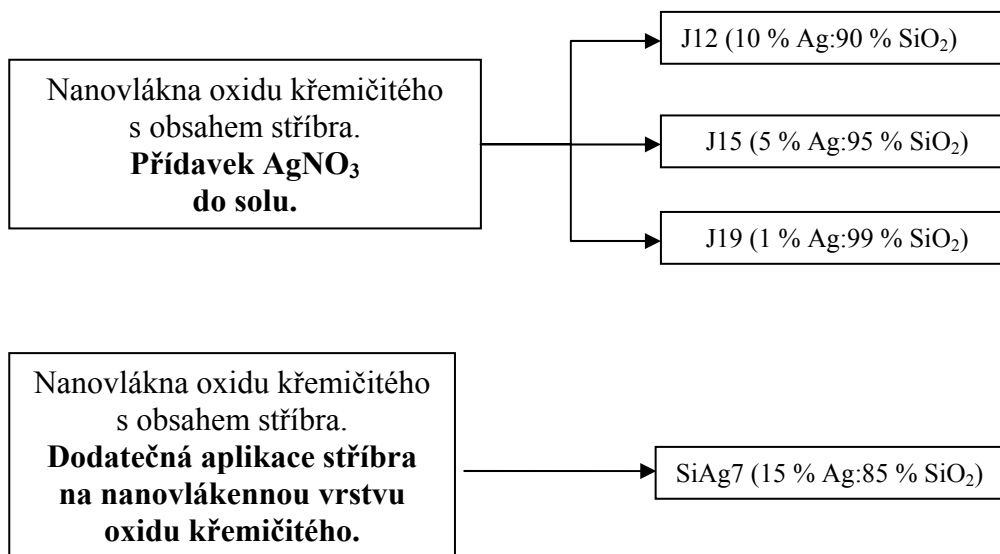 Nanovlákna oxidu křemičitého
s obsahem stříbra.
Přídavek AgNO₃
do solu.
J12 (10 % Ag:90 % SiO₂)
J15 (5 % Ag:95 % SiO₂)
J19 (1 % Ag:99 % SiO₂)
Nanovlákna oxidu křemičitého
s obsahem stříbra.
Dodatečná aplikace stříbra
na nanovlákennou vrstvu
oxidu křemičitého.
SiAg7 (15 % Ag:85 % SiO₂)